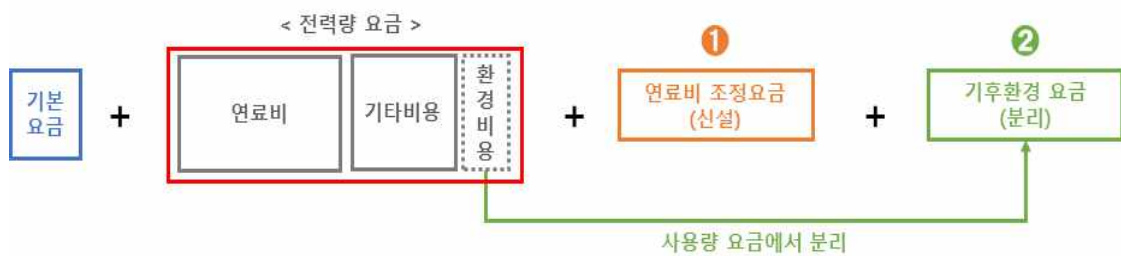 < 전력량 요금 >
❶
❷
기본
요금
+
연료비
기타비용
환
경
비
용
+
연료비 조정요금
(신설)
+
기후환경 요금
(분리)
사용량 요금에서 분리